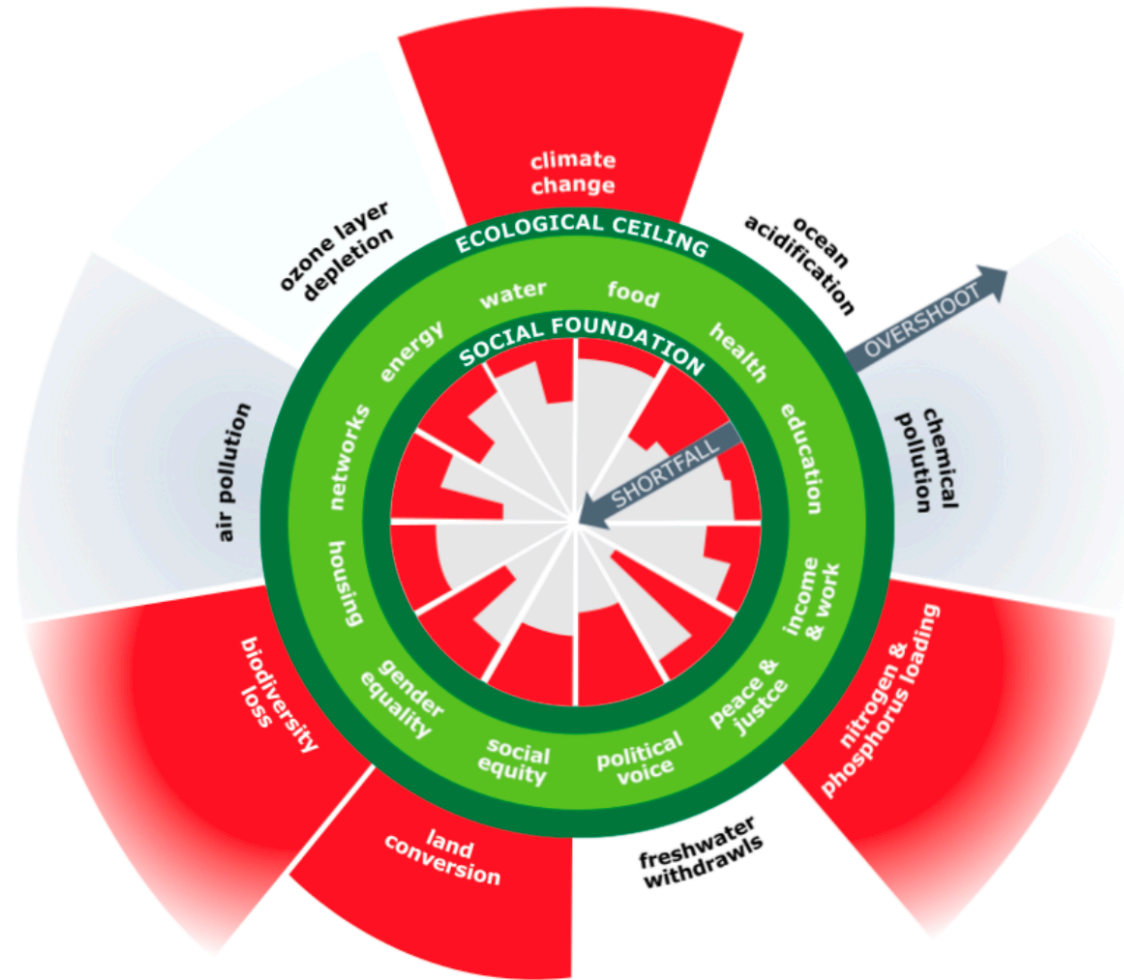 climate
change
ocean
acidification
OVERSHOOT
chemical
pollution
nitrogen &
phosphorus loading
freshwater
withdrawls
land
conversion
biodiversity
loss
air pollution
ozone layer
depletion
ECOLOGICAL CEILING
water
food
health
education
income
& work
peace &
justce
political
voice
social
equity
gender
equality
housing
networks
energy
SOCIAL FOUNDATION
SHORTFALL